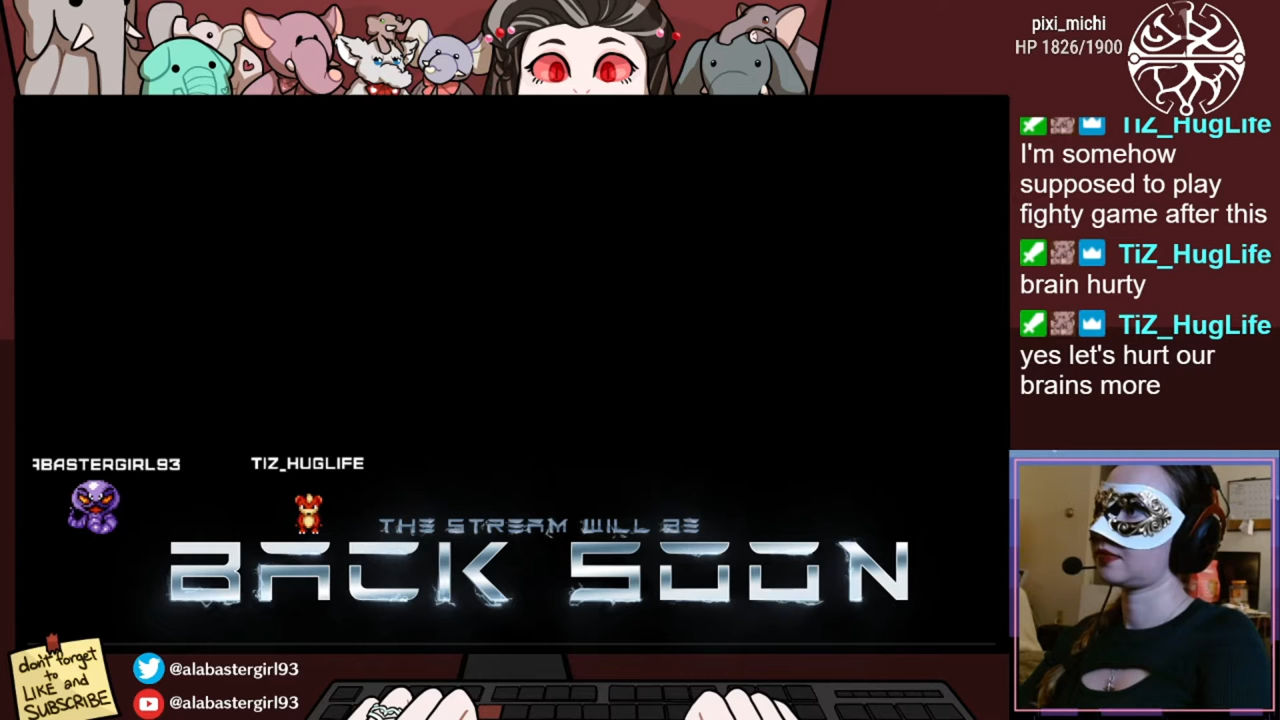 pixi_michi
HP 1826/1900
TiZ_HugLife
I'm somehow
supposed to play
fighty game after this
TiZ_HugLife
brain hurty
TiZ_HugLife
yes let's hurt our
brains more
ABASTERGIRL93
TIZ_HUGLIFE
THE STREAM WILL BE
BACK SOON
don't forget
to
LIKE and
SUBSCRIBE
@alabastergirl93
@alabastergirl93